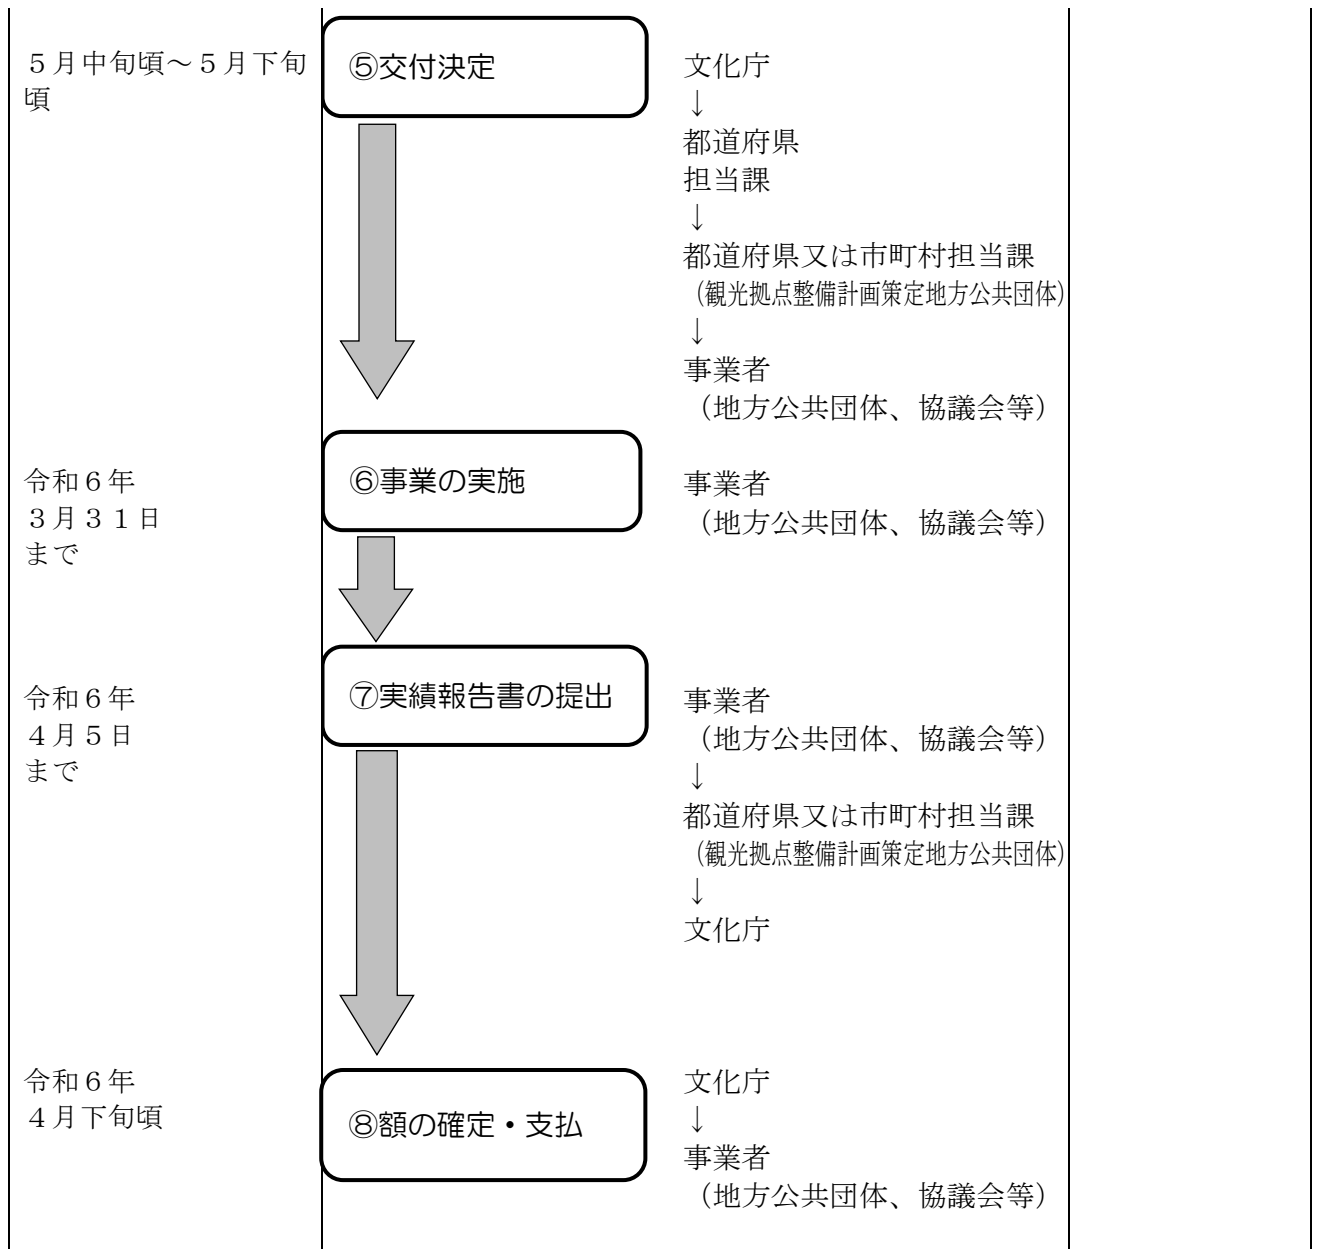 ５月中旬頃～５月下旬
頃
⑤交付決定
文化庁
↓
都道府県
担当課
↓
都道府県又は市町村担当課
（観光拠点整備計画策定地方公共団体）
↓
事業者
（地方公共団体、協議会等）
令和６年
３月３１日
まで
⑥事業の実施
事業者
（地方公共団体、協議会等）
令和６年
４月５日
まで
⑦実績報告書の提出
事業者
（地方公共団体、協議会等）
↓
都道府県又は市町村担当課
（観光拠点整備計画策定地方公共団体）
↓
文化庁
令和６年
４月下旬頃
⑧額の確定・支払
文化庁
↓
事業者
（地方公共団体、協議会等）